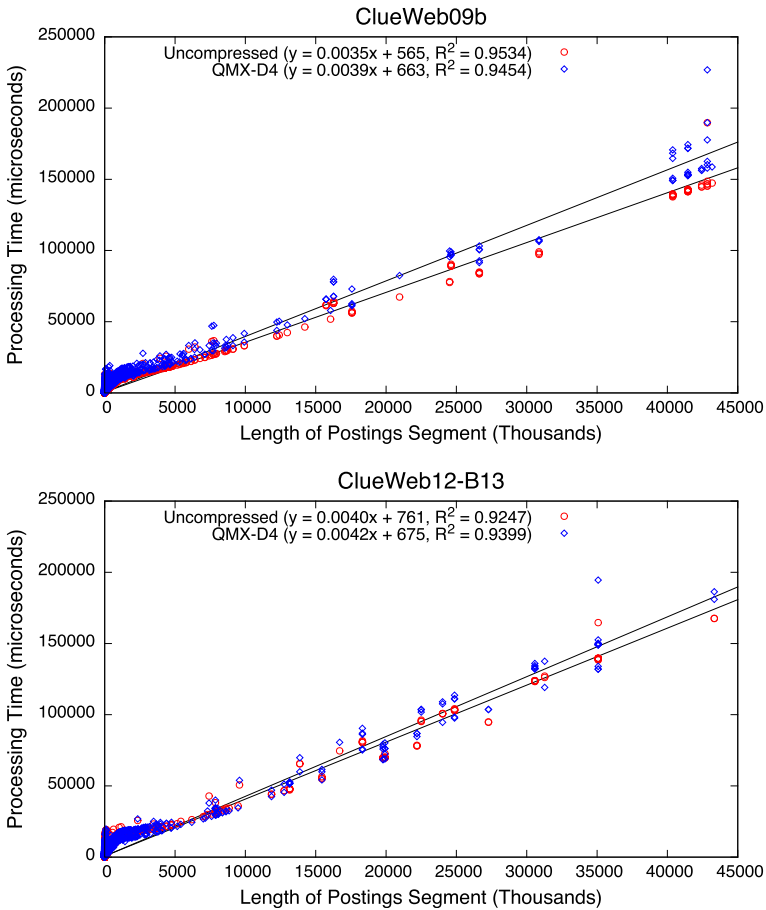 ClueWeb09b
250000
200000
150000
100000
50000
0
Processing Time (microseconds)
Uncompressed (y = 0.0035x + 565, R² = 0.9534)
QMX-D4 (y = 0.0039x + 663, R² = 0.9454)
0 5000 10000 15000 20000 25000 30000 35000 40000 45000
Length of Postings Segment (Thousands)
ClueWeb12-B13
250000
200000
150000
100000
50000
0
Processing Time (microseconds)
Uncompressed (y = 0.0040x + 761, R² = 0.9247)
QMX-D4 (y = 0.0042x + 675, R² = 0.9399)
0 5000 10000 15000 20000 25000 30000 35000 40000 45000
Length of Postings Segment (Thousands)